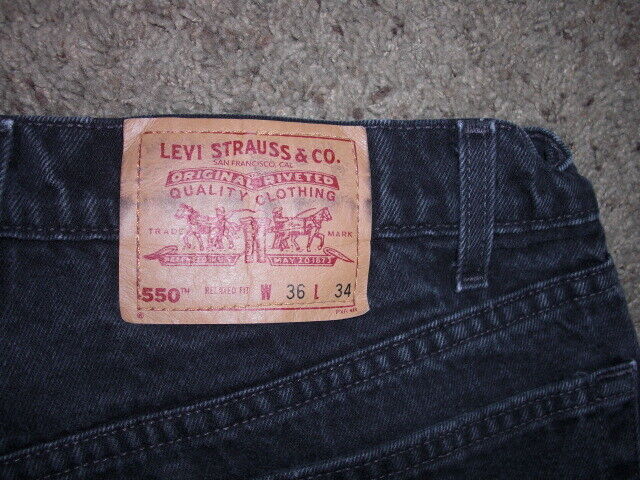 LEVI STRAUSS & CO.
SAN FRANCISCO, CAL
ORIGINAL RIVETED
QUALITY CLOTHING
TRADE MARK
MAY 20 1873
550™ RELAXED FIT W 36 L 34